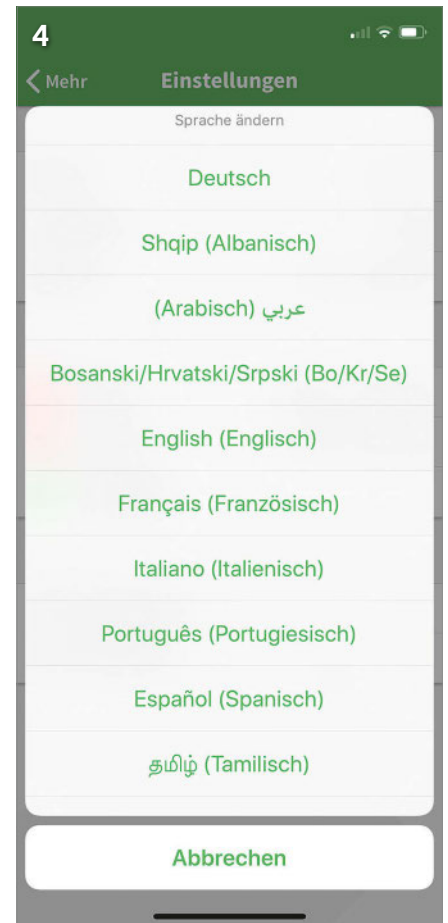 4
Mehr
Einstellungen
Sprache ändern
Deutsch
Shqip (Albanisch)
عربي (Arabisch)
Bosanski/Hrvatski/Srpski (Bo/Kr/Se)
English (Englisch)
Français (Französisch)
Italiano (Italienisch)
Português (Portugiesisch)
Español (Spanisch)
தமிழ் (Tamilisch)
Abbrechen